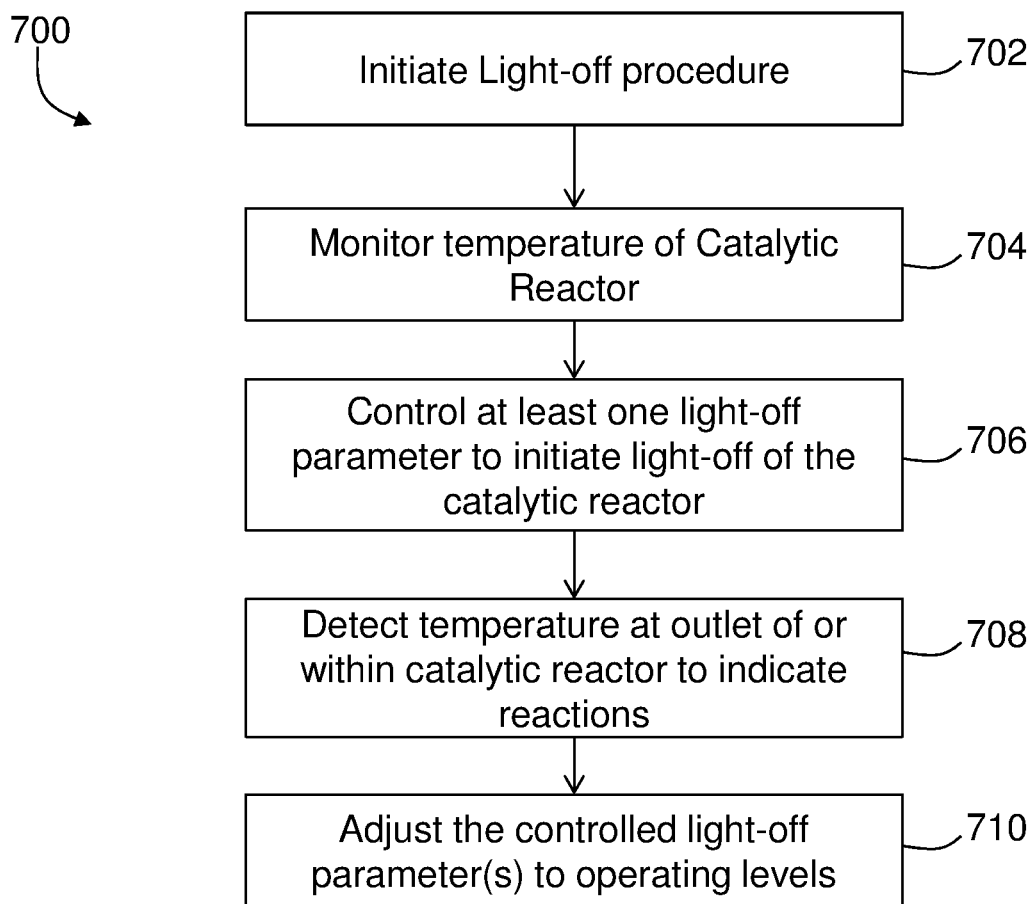 700
Initiate Light-off procedure
702
Monitor temperature of Catalytic
Reactor
704
Control at least one light-off
parameter to initiate light-off of the
catalytic reactor
706
Detect temperature at outlet of or
within catalytic reactor to indicate
reactions
708
Adjust the controlled light-off
parameter(s) to operating levels
710